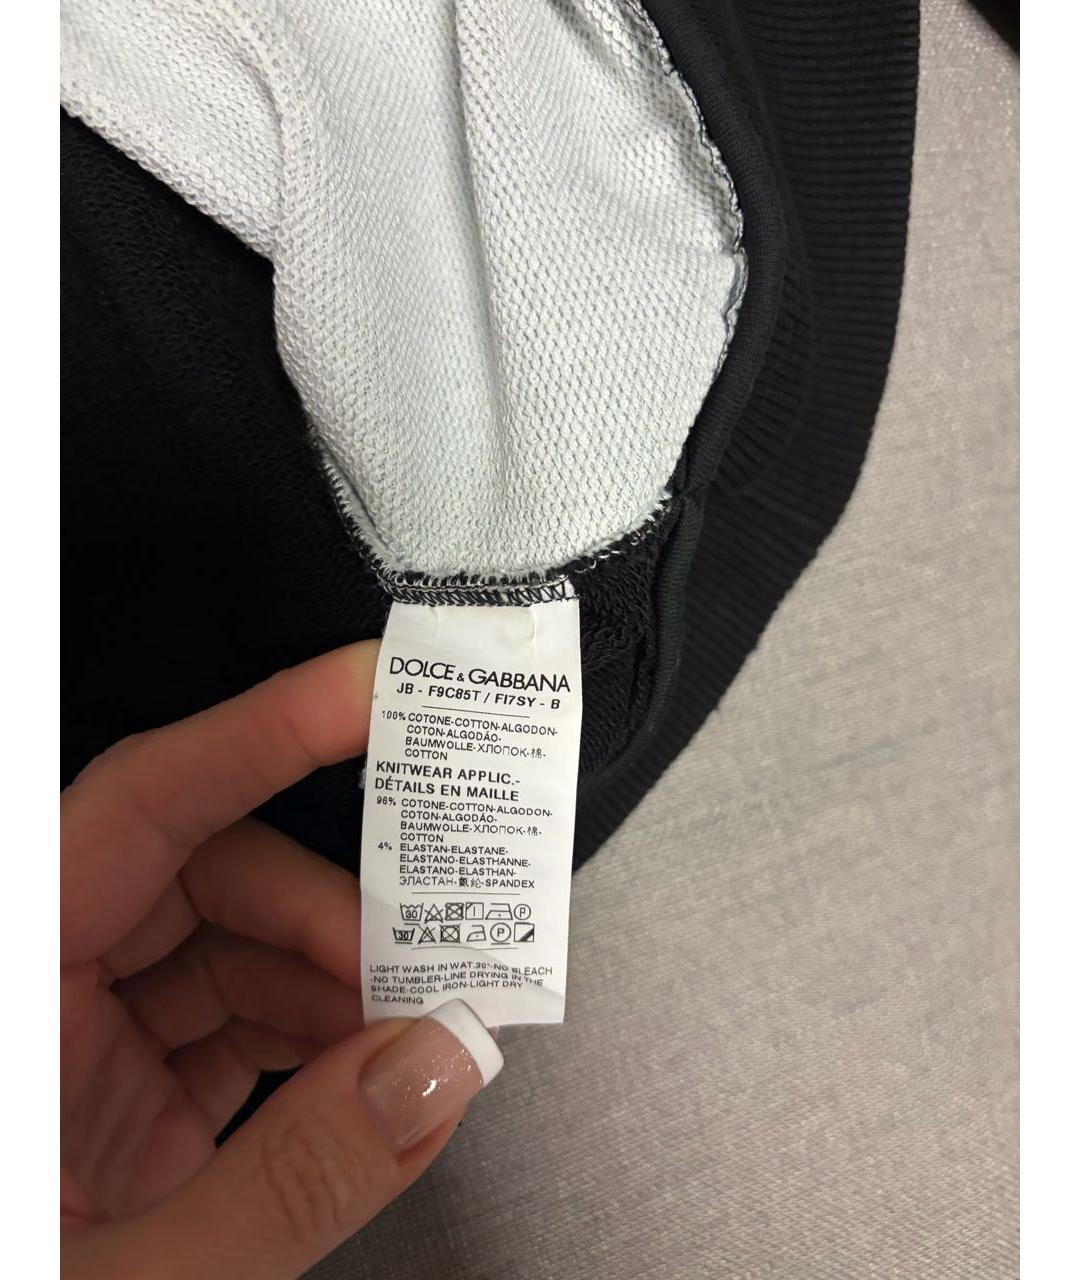 DOLCE & GABBANA
JB - F9C85T / FI7SY - B
100% COTONE-COTTON-ALGODON-
COTON-ALGODÃO-
BAUMWOLLE-ХЛОПОК-棉-
COTTON
KNITWEAR APPLIC.-
DÉTAILS EN MAILLE
96% COTONE-COTTON-ALGODON-
COTON-ALGODÃO-
BAUMWOLLE-ХЛОПОК-棉-
COTTON
4% ELASTAN-ELASTANE-
ELASTANO-ELASTHANNE-
ELASTANO-ELASTHAN-
ЭЛАСТАН-氨纶-SPANDEX
30 P
30 P
LIGHT WASH IN WAT.30°-NO BLEACH
-NO TUMBLER-LINE DRYING IN THE
SHADE-COOL IRON-LIGHT DRY
CLEANING